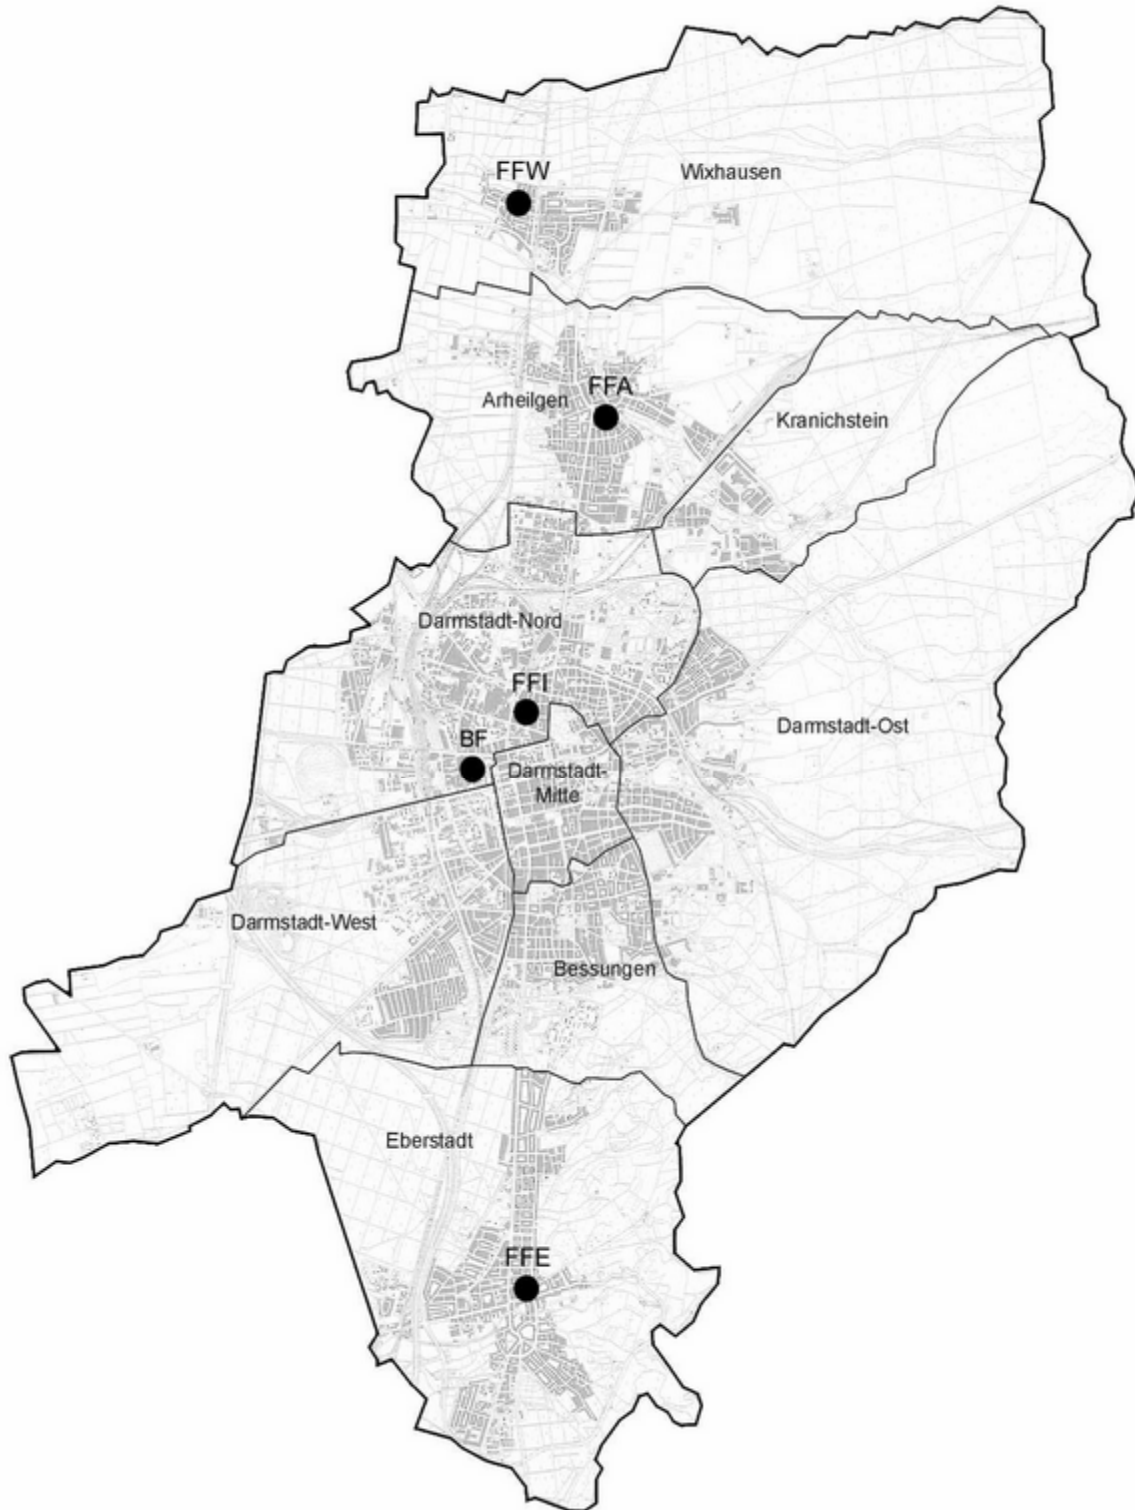 FFW
Wixhausen
FFA
Arheilgen
Kranichstein
Darmstadt-Nord
FFI
Darmstadt-Ost
BF
Darmstadt-
Mitte
Darmstadt-West
Bessungen
Eberstadt
FFE